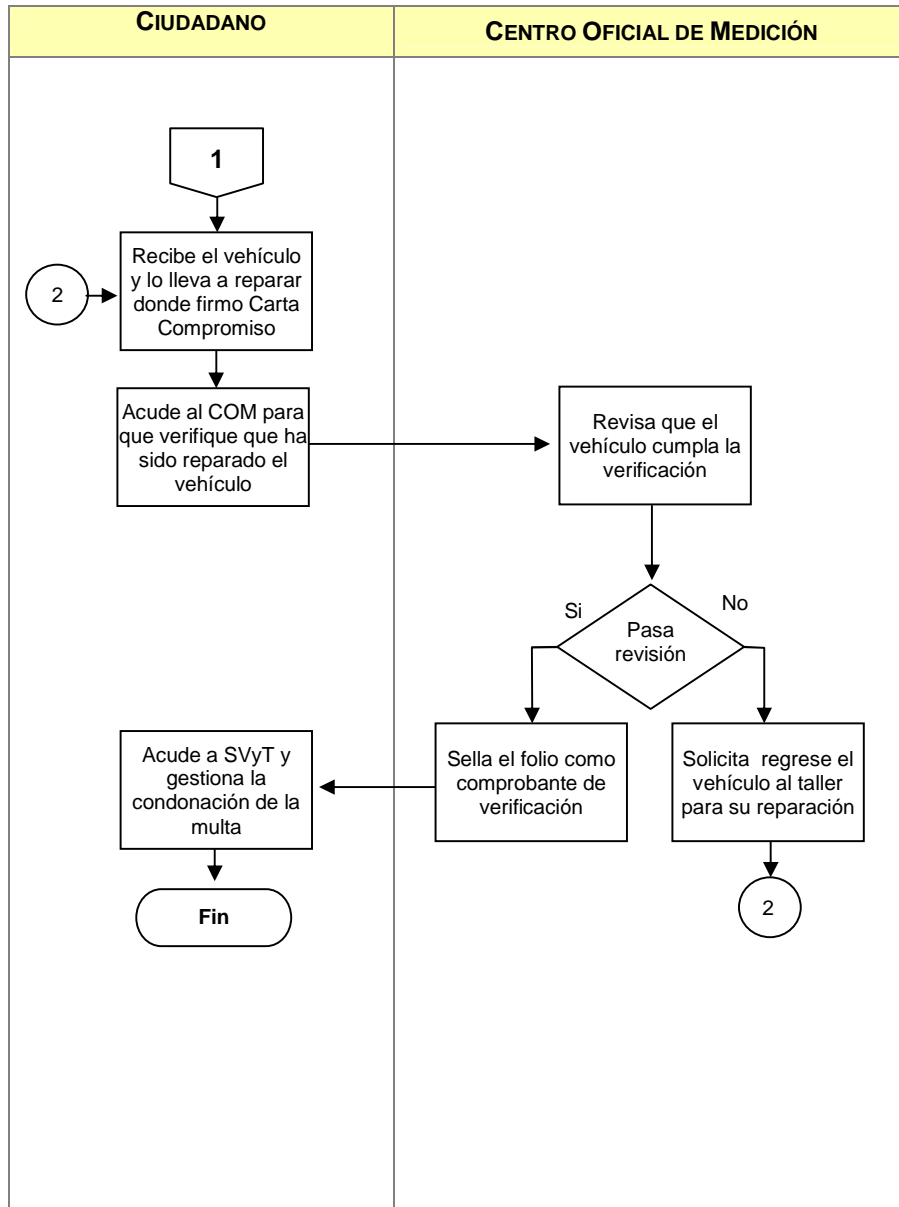 CIUDADANO
CENTRO OFICIAL DE MEDICIÓN
1
Recibe el vehículo
y lo lleva a reparar
donde firmo Carta
Compromiso
2
Acude al COM para
que verifique que ha
sido reparado el
vehículo
Revisa que el
vehículo cumpla la
verificación
Si
No
Pasa
revisión
Acude a SVyT y
gestiona la
condonación de la
multa
Sella el folio como
comprobante de
verificación
Solicita regrese el
vehículo al taller
para su reparación
Fin
2